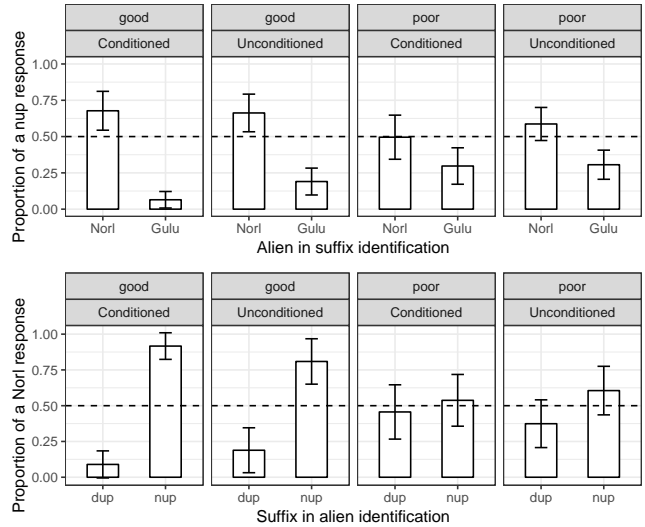 good good poor poor
Conditioned Unconditioned Conditioned Unconditioned
Proportion of a nup response
1.00
0.75
0.50
0.25
0.00
Norl Gulu Norl Gulu Norl Gulu Norl Gulu
Alien in suffix identification
good good poor poor
Conditioned Unconditioned Conditioned Unconditioned
Proportion of a Norl response
1.00
0.75
0.50
0.25
0.00
dup nup dup nup dup nup dup nup
Suffix in alien identification